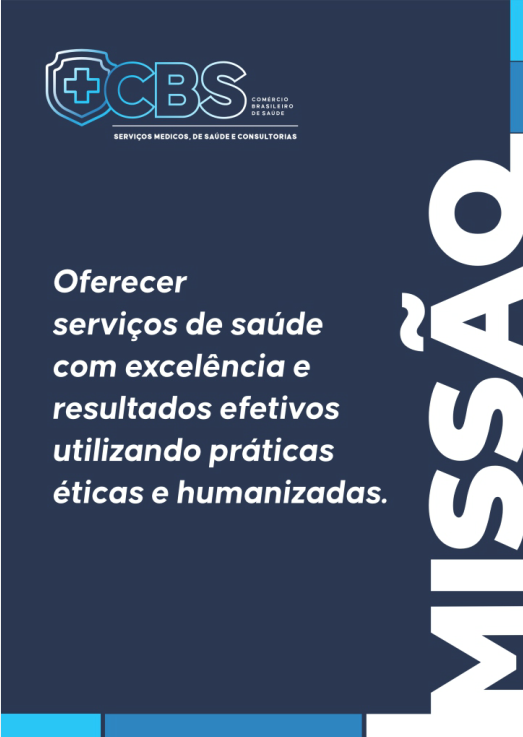 CBS
COMÉRCIO
BRASILEIRO
DE SAÚDE
SERVIÇOS MEDICOS, DE SAÚDE E CONSULTORIAS
Oferecer
serviços de saúde
com excelência e
resultados efetivos
utilizando práticas
éticas e humanizadas.
MISSÃO